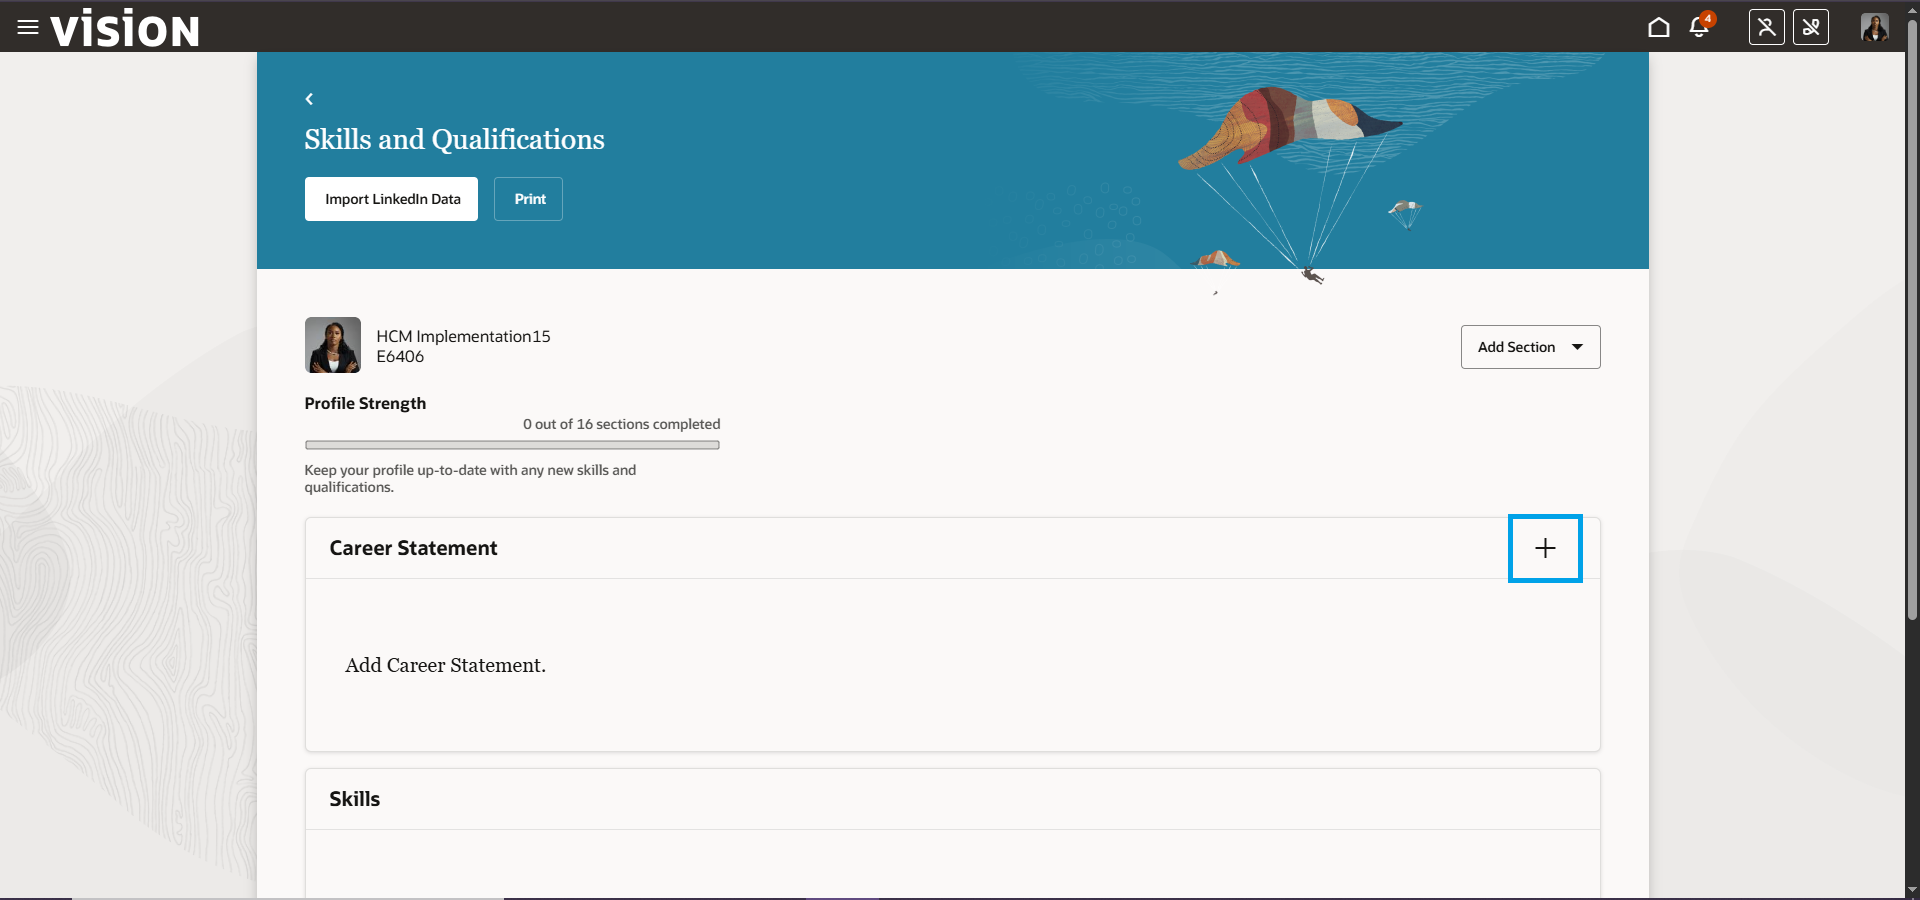 VISION
4
Skills and Qualifications
Import LinkedIn Data
Print
HCM Implementation15
E6406
Add Section
Profile Strength
0 out of 16 sections completed
Keep your profile up-to-date with any new skills and
qualifications.
Career Statement
Add Career Statement.
Skills